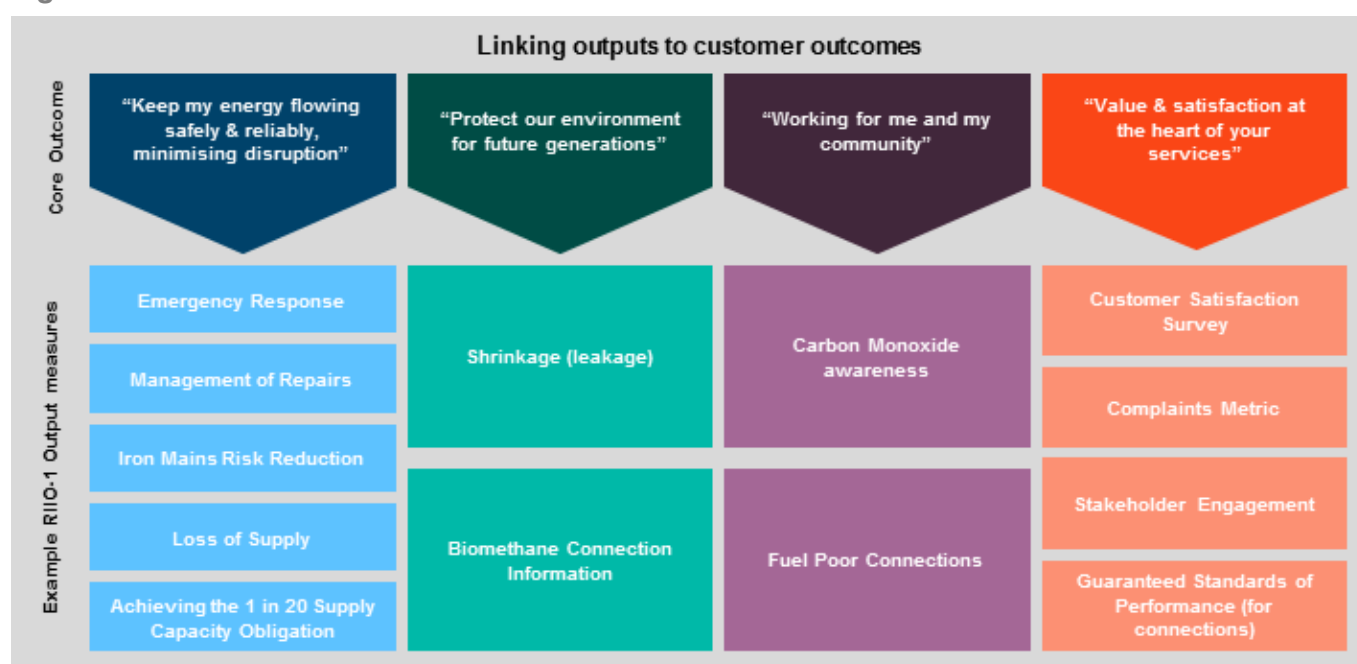 Linking outputs to customer outcomes
Core Outcome
“Keep my energy flowing
safely & reliably,
minimising disruption”
“Protect our environment
for future generations”
“Working for me and my
community”
“Value & satisfaction at
the heart of your
services”
Example RIIO-1 Output measures
Emergency Response
Management of Repairs
Iron Mains Risk Reduction
Loss of Supply
Achieving the 1 in 20 Supply
Capacity Obligation
Shrinkage (leakage)
Biomethane Connection
Information
Carbon Monoxide
awareness
Fuel Poor Connections
Customer Satisfaction
Survey
Complaints Metric
Stakeholder Engagement
Guaranteed Standards of
Performance (for
connections)